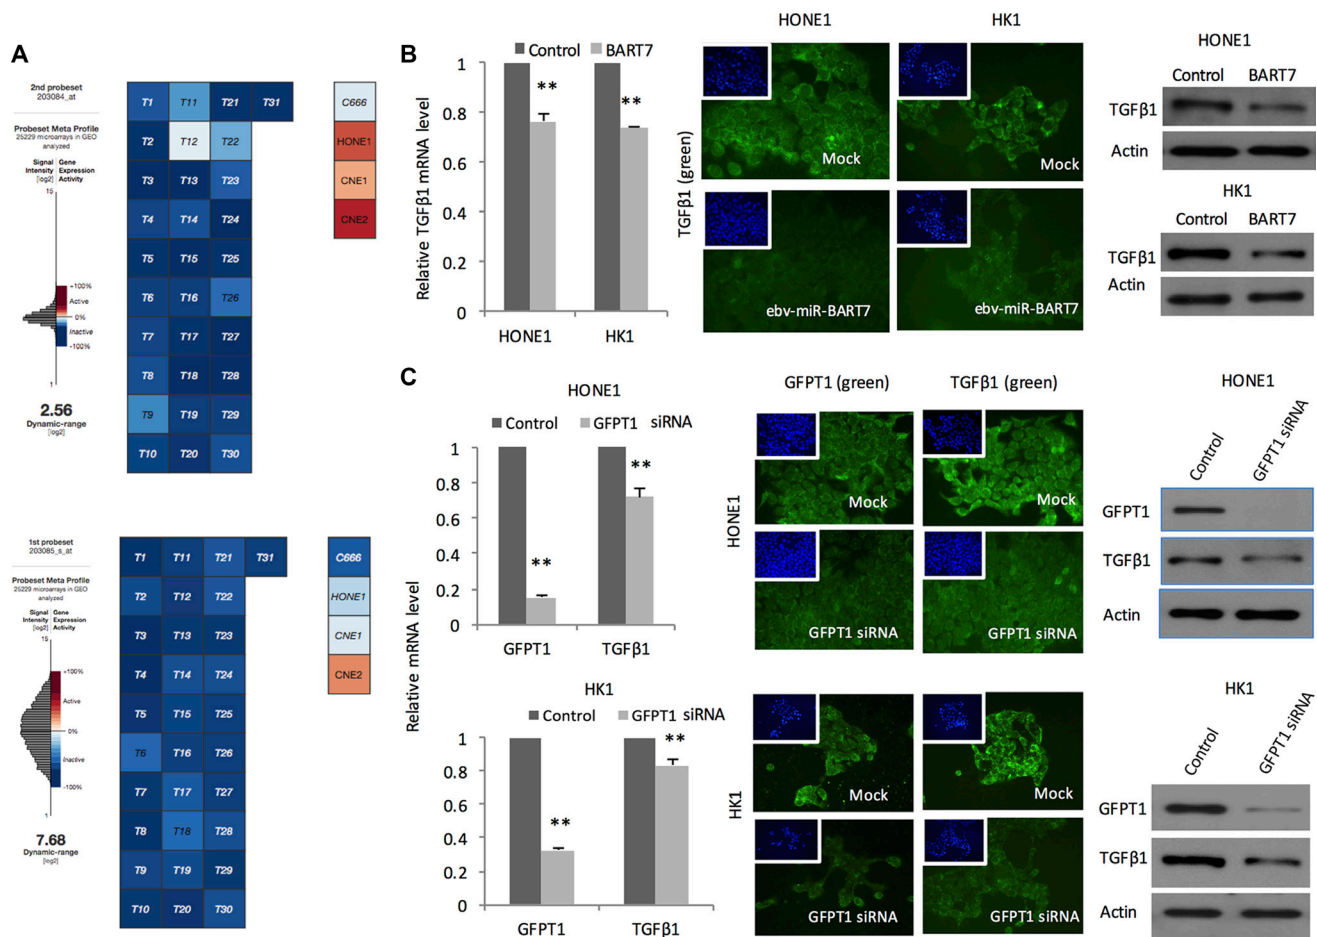 A
2nd probeset
203084_at
Probeset Meta Profile
25229 microarrays in GEO
analyzed
Signal Gene
Intensity Expression
[log2] Activity
15
+100%
Active
0%
Inactive
-100%
1
2.56
Dynamic-range
[log2]
T1 T11 T21 T31
T2 T12 T22
T3 T13 T23
T4 T14 T24
T5 T15 T25
T6 T16 T26
T7 T17 T27
T8 T18 T28
T9 T19 T29
T10 T20 T30
C666
HONE1
CNE1
CNE2
1st probeset
203085_s_at
Probeset Meta Profile
25229 microarrays in GEO
analyzed
Signal Gene
Intensity Expression
[log2] Activity
15
+100%
Active
0%
Inactive
-100%
1
7.68
Dynamic-range
[log2]
T1 T11 T21 T31
T2 T12 T22
T3 T13 T23
T4 T14 T24
T5 T15 T25
T6 T16 T26
T7 T17 T27
T8 T18 T28
T9 T19 T29
T10 T20 T30
C666
HONE1
CNE1
CNE2
B
Relative TGFβ1 mRNA level
Control BART7
1
0.8
0.6
0.4
0.2
0
** **
HONE1 HK1
HONE1 HK1
TGFβ1 (green)
Mock Mock
ebv-miR-BART7 ebv-miR-BART7
HONE1
Control BART7
TGFβ1
Actin
HK1
Control BART7
TGFβ1
Actin
C
Relative mRNA level
HONE1
Control GFPT1 siRNA
1
0.8
0.6
0.4
0.2
0
** **
GFPT1 TGFβ1
HK1
Control GFPT1 siRNA
1
0.8
0.6
0.4
0.2
0
** **
GFPT1 TGFβ1
GFPT1 (green) TGFβ1 (green)
HONE1
Mock Mock
GFPT1 siRNA GFPT1 siRNA
HK1
Mock Mock
GFPT1 siRNA GFPT1 siRNA
HONE1
Control GFPT1 siRNA
GFPT1
TGFβ1
Actin
HK1
Control GFPT1 siRNA
GFPT1
TGFβ1
Actin